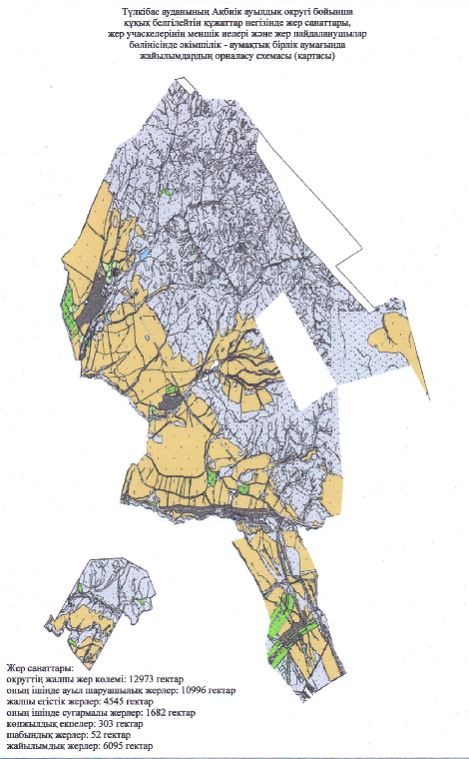 Түлкібас ауданының Ақбиік ауылдық округі бойынша
құқық белгілейтін құжаттар негізінде жер санаттары,
жер учаскелерінің меншік иелері және жер пайдаланушылар
бөлінісінде әкімшілік - аумақтық бірлік аумағында
жайылымдардың орналасу схемасы (картасы)
Жер санаттары:
округтің жалпы жер көлемі: 12973 гектар
оның ішінде ауыл шаруашылық жерлер: 10996 гектар
жалпы егістік жерлер: 4545 гектар
оның ішінде суғармалы жерлер: 1682 гектар
көпжылдық екпелер: 303 гектар
шабындық жерлер: 52 гектар
жайылымдық жерлер: 6095 гектар